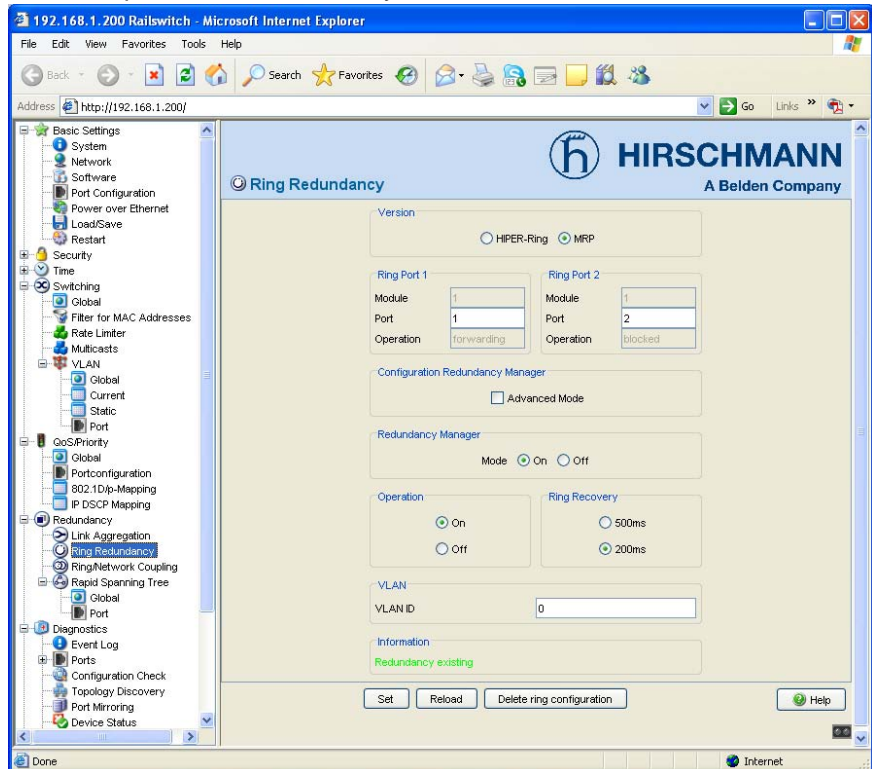 192.168.1.200 Railswitch - Microsoft Internet Explorer
File Edit View Favorites Tools Help
Back Search Favorites
Address http://192.168.1.200/ Go Links »
Basic Settings
System
Network
Software
Port Configuration
Power over Ethernet
Load/Save
Restart
Security
Time
Switching
Global
Filter for MAC Addresses
Rate Limiter
Multicasts
VLAN
Global
Current
Static
Port
QoS/Priority
Global
Portconfiguration
802.1D/p-Mapping
IP DSCP Mapping
Redundancy
Link Aggregation
Ring Redundancy
Ring/Network Coupling
Rapid Spanning Tree
Global
Port
Diagnostics
Event Log
Ports
Configuration Check
Topology Discovery
Port Mirroring
Device Status
HIRSCHMANN
Ring Redundancy
A Belden Company
Version
HIPER-Ring MRP
Ring Port 1 Ring Port 2
Module 1 Module 1
Port 1 Port 2
Operation forwarding Operation blocked
Configuration Redundancy Manager
Advanced Mode
Redundancy Manager
Mode On Off
Operation Ring Recovery
On 500ms
Off 200ms
VLAN
VLAN ID 0
Information
Redundancy existing
Set Reload Delete ring configuration Help
Done Internet